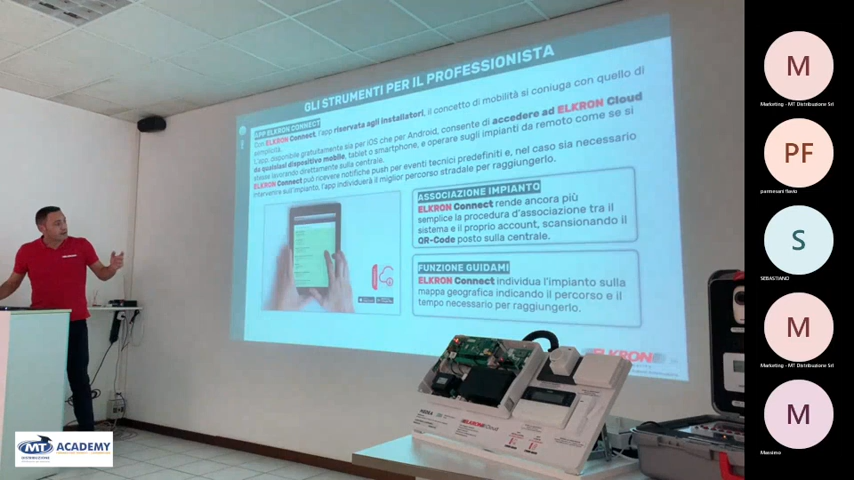 GLI STRUMENTI PER IL PROFESSIONISTA
APP ELKRON CONNECT
Con ELKRON Connect, l'app riservata agli installatori, il concetto di mobilità si coniuga con quello di
semplicità.
L'app, disponibile gratuitamente sia per iOS che per Android, consente di accedere ad ELKRON Cloud
da qualsiasi dispositivo mobile, tablet o smartphone, e operare sugli impianti da remoto come se si
stesse lavorando direttamente sulla centrale.
ELKRON Connect può ricevere notifiche push per eventi tecnici predefiniti e, nel caso sia necessario
intervenire sull'impianto, l'app individuerà il miglior percorso stradale per raggiungerlo.
ASSOCIAZIONE IMPIANTO
ELKRON Connect rende ancora più
semplice la procedura d'associazione tra il
sistema e il proprio account, scansionando il
QR-Code posto sulla centrale.
FUNZIONE GUIDAMI
ELKRON Connect individua l'impianto sulla
mappa geografica indicando il percorso e il
tempo necessario per raggiungerlo.
ELKRON
ELKRON Cloud
MT ACADEMY
DISTRIBUZIONE
M
Marketing - MT Distribuzione Srl
PF
parmesani flavio
S
SEBASTIANO
M
Marketing - MT Distribuzione Srl
M
Massimo